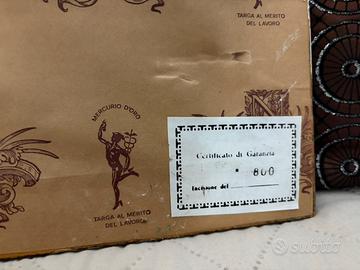 TARGA AL MERITO
DEL LAVORO
MERCURIO D'ORO
TARGA AL MERITO
DEL LAVORO
Certificato di Garanzia
* 800
Incisione del
subito